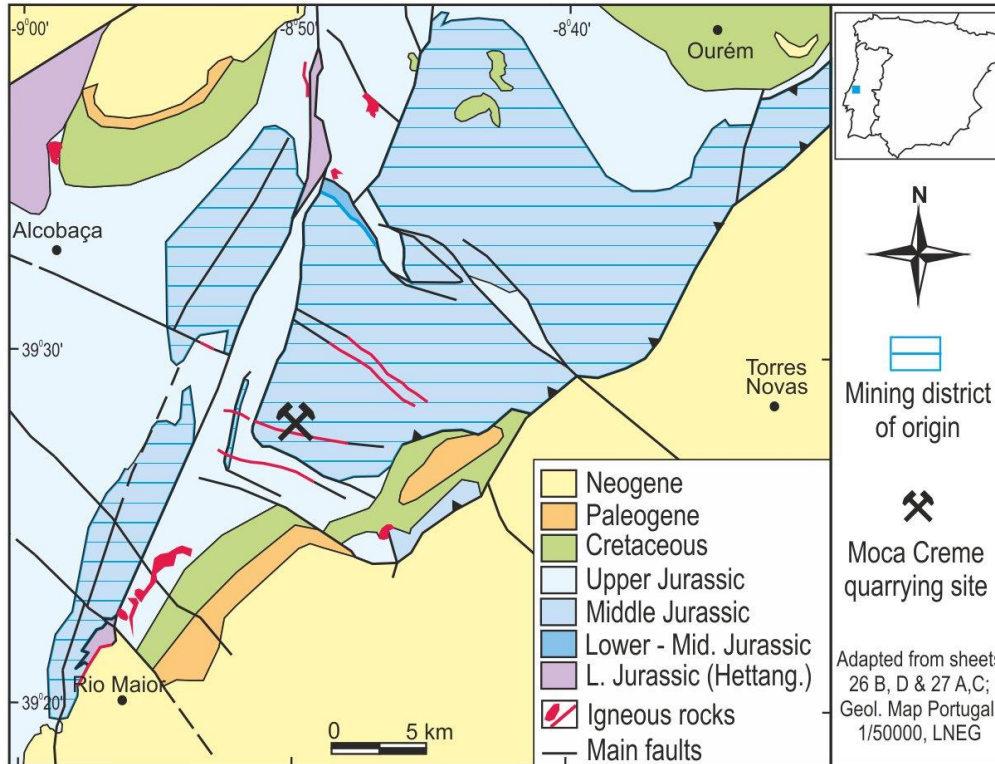 -9°00'
-8°50'
-8°40'
Ourém
Alcobaça
39°30'
Torres
Novas
39°20'
Rio Maior
0 5 km
Neogene
Paleogene
Cretaceous
Upper Jurassic
Middle Jurassic
Lower - Mid. Jurassic
L. Jurassic (Hettang.)
Igneous rocks
Main faults
N
Mining district
of origin
Moca Creme
quarrying site
Adapted from sheets
26 B, D & 27 A,C;
Geol. Map Portugal
1/50000, LNEG